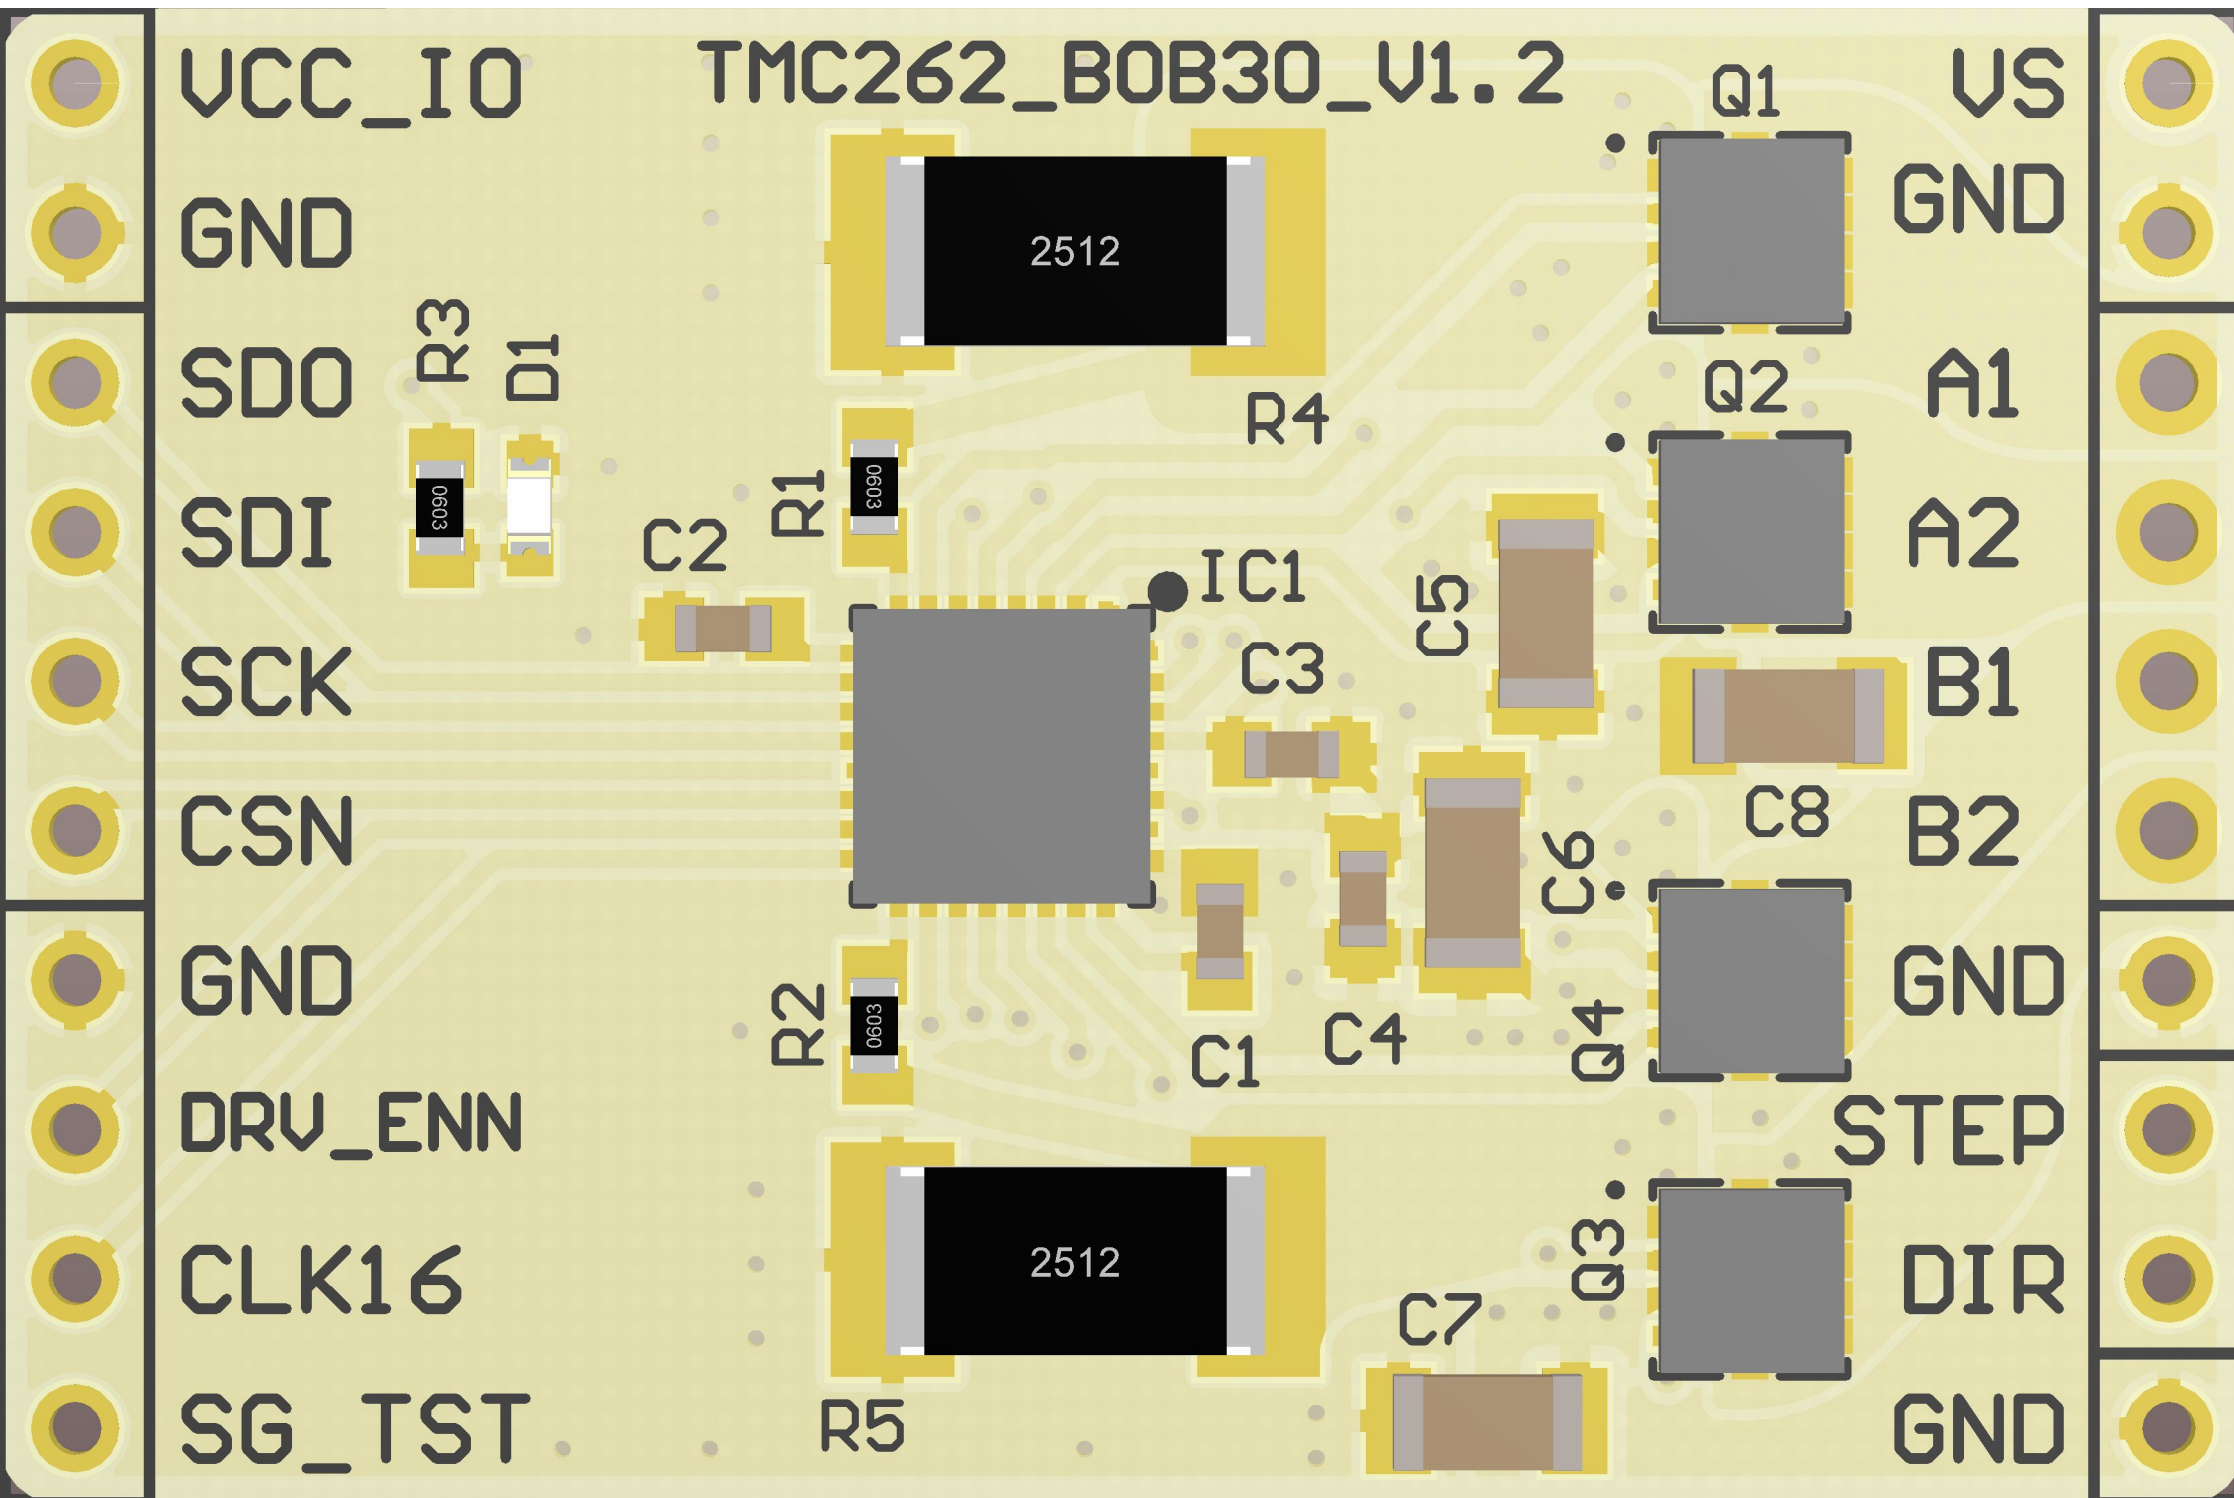 VCC_IO
TMC262_BOB30_V1.2
Q1
VS
GND
2512
GND
R3
D1
SDO
R4
Q2
A1
SDI
0603
R1
0603
C2
IC1
C5
A2
SCK
C3
B1
CSN
C6
C8
B2
GND
R2
0603
C1
C4
Q4
GND
DRV_ENN
STEP
CLK16
2512
Q3
DIR
C7
SG_TST
R5
GND